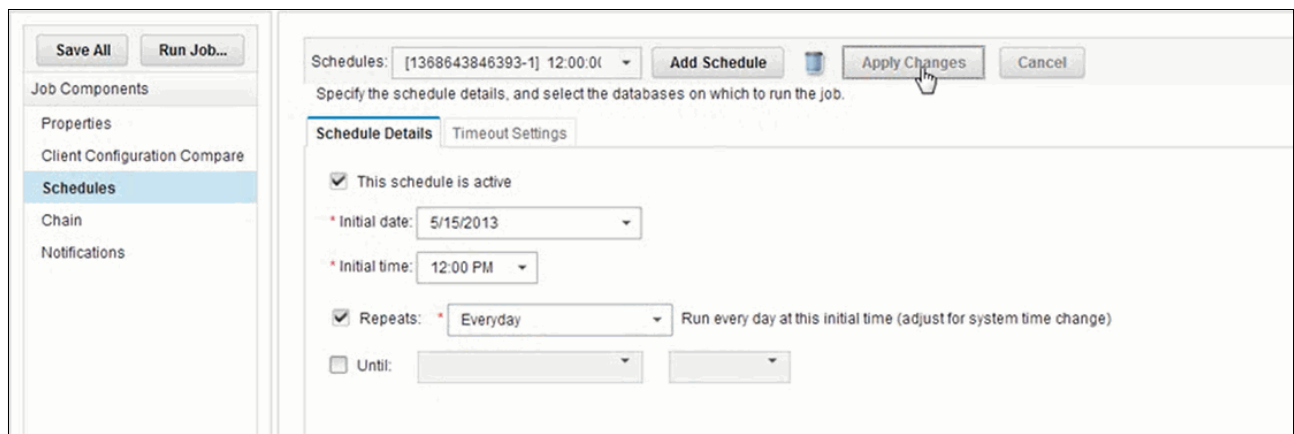 Save All
Run Job...
Job Components
Properties
Client Configuration Compare
Schedules
Chain
Notifications
Schedules: [1368643846393-1] 12:00:0( Add Schedule Apply Changes Cancel
Specify the schedule details, and select the databases on which to run the job.
Schedule Details Timeout Settings
This schedule is active
* Initial date: 5/15/2013
* Initial time: 12:00 PM
Repeats: * Everyday Run every day at this initial time (adjust for system time change)
Until: